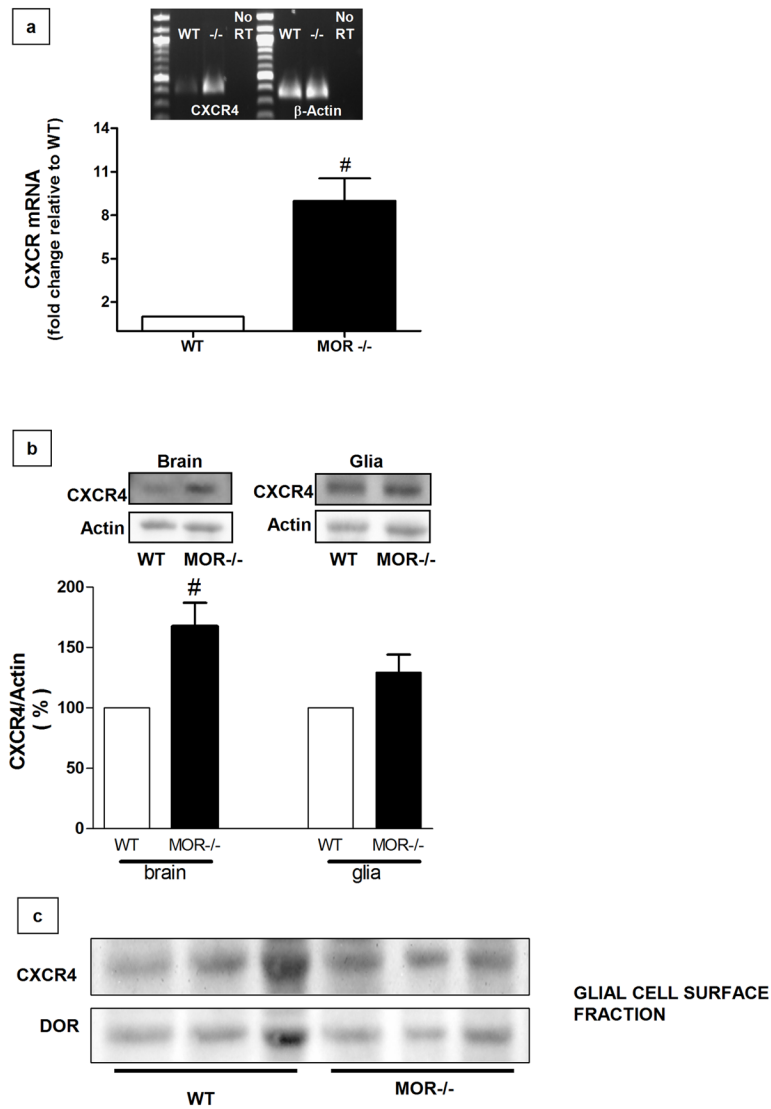 a
No No
WT -/- RT WT -/- RT
CXCR4 β-Actin
CXCR mRNA
(fold change relative to WT)
14
11
8
5
2
#
WT MOR -/-
b
Brain Glia
CXCR4 CXCR4
Actin Actin
WT MOR-/- WT MOR-/-
CXCR4/Actin
( % )
200
150
100
50
0
#
WT MOR-/- WT MOR-/-
brain glia
c
CXCR4
DOR
GLIAL CELL SURFACE
FRACTION
WT MOR-/-